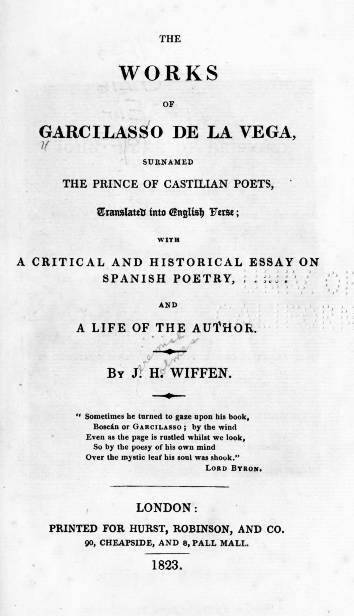 THE
WORKS
OF
GARCILASSO DE LA VEGA,
SURNAMED
THE PRINCE OF CASTILIAN POETS,
Translated into English Verse;
WITH
A CRITICAL AND HISTORICAL ESSAY ON
SPANISH POETRY,
AND
A LIFE OF THE AUTHOR.
BY J. H. WIFFEN.
" Sometimes he turned to gaze upon his book,
Boscán or GARCILASSO; by the wind
Even as the page is rustled whilst we look,
So by the poesy of his own mind
Over the mystic leaf his soul was shook."
LORD BYRON.
LONDON:
PRINTED FOR HURST, ROBINSON, AND CO.
90, CHEAPSIDE, AND 8, PALL MALL.
1823.